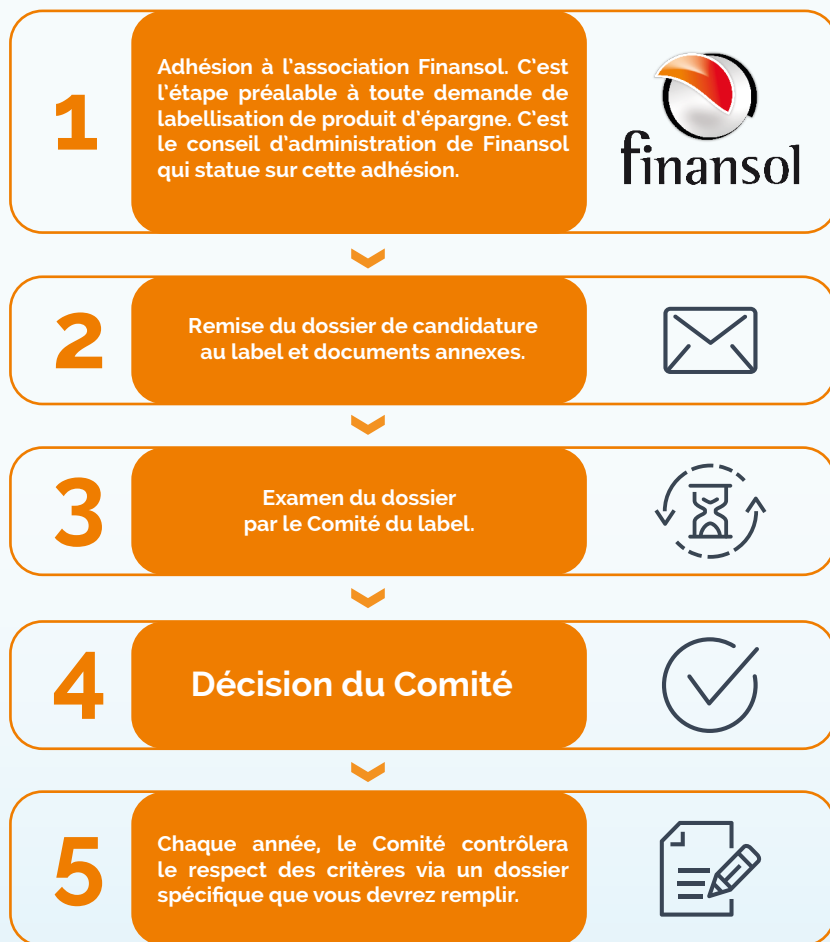 1
Adhésion à l'association Finansol. C'est
l'étape préalable à toute demande de
labellisation de produit d'épargne. C'est
le conseil d'administration de Finansol
qui statue sur cette adhésion.
finansol
2
Remise du dossier de candidature
au label et documents annexes.
3
Examen du dossier
par le Comité du label.
4
Décision du Comité
5
Chaque année, le Comité contrôlera
le respect des critères via un dossier
spécifique que vous devrez remplir.